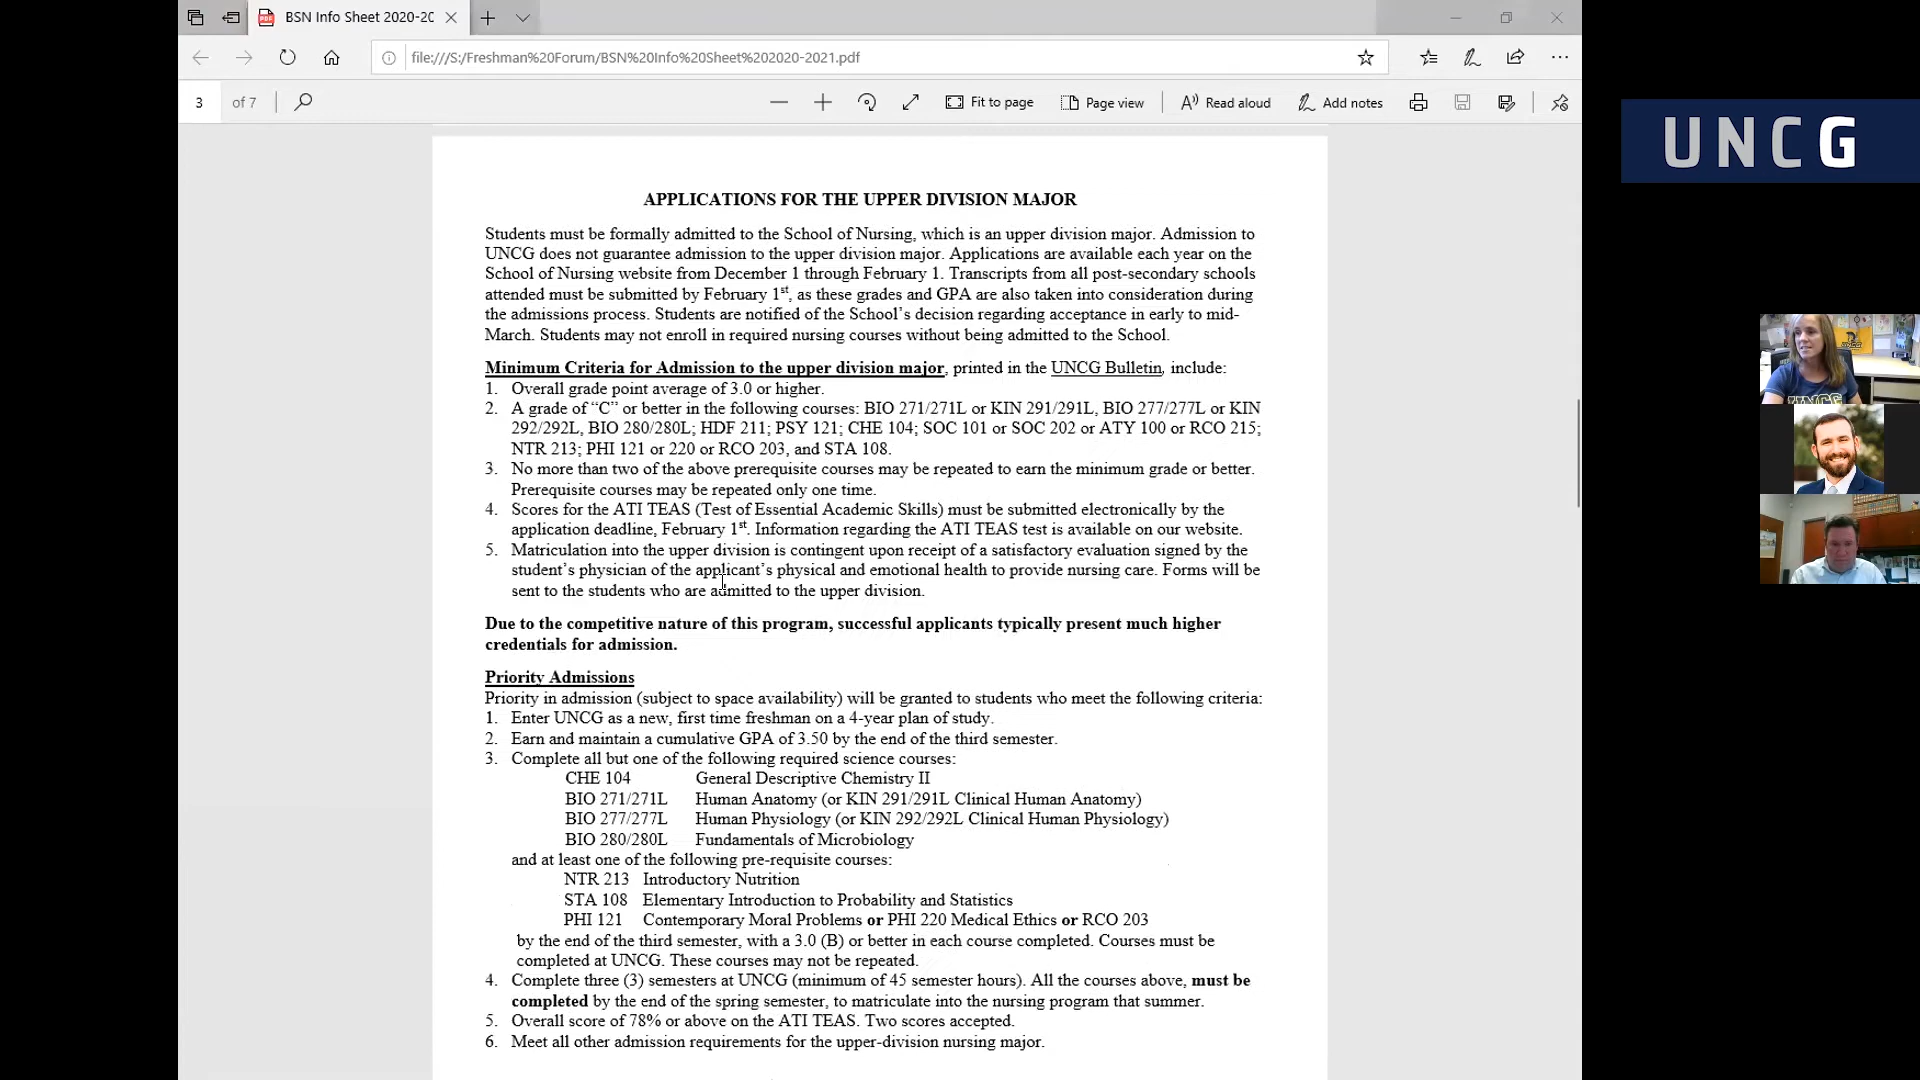 BSN Info Sheet 2020-20
file:///S:/Freshman%20Forum/BSN%20Info%20Sheet%202020-2021.pdf
3 of 7
Fit to page
Page view
Read aloud
Add notes
UNCG
APPLICATIONS FOR THE UPPER DIVISION MAJOR
Students must be formally admitted to the School of Nursing, which is an upper division major. Admission to
UNCG does not guarantee admission to the upper division major. Applications are available each year on the
School of Nursing website from December 1 through February 1. Transcripts from all post-secondary schools
attended must be submitted by February 1st, as these grades and GPA are also taken into consideration during
the admissions process. Students are notified of the School's decision regarding acceptance in early to mid-
March. Students may not enroll in required nursing courses without being admitted to the School.
Minimum Criteria for Admission to the upper division major, printed in the UNCG Bulletin, include:
1. Overall grade point average of 3.0 or higher.
2. A grade of “C” or better in the following courses: BIO 271/271L or KIN 291/291L, BIO 277/277L or KIN
292/292L, BIO 280/280L; HDF 211; PSY 121; CHE 104; SOC 101 or SOC 202 or ATY 100 or RCO 215;
NTR 213; PHI 121 or 220 or RCO 203, and STA 108.
3. No more than two of the above prerequisite courses may be repeated to earn the minimum grade or better.
Prerequisite courses may be repeated only one time.
4. Scores for the ATI TEAS (Test of Essential Academic Skills) must be submitted electronically by the
application deadline, February 1st. Information regarding the ATI TEAS test is available on our website.
5. Matriculation into the upper division is contingent upon receipt of a satisfactory evaluation signed by the
student's physician of the applicant's physical and emotional health to provide nursing care. Forms will be
sent to the students who are admitted to the upper division.
Due to the competitive nature of this program, successful applicants typically present much higher
credentials for admission.
Priority Admissions
Priority in admission (subject to space availability) will be granted to students who meet the following criteria:
1. Enter UNCG as a new, first time freshman on a 4-year plan of study.
2. Earn and maintain a cumulative GPA of 3.50 by the end of the third semester.
3. Complete all but one of the following required science courses:
CHE 104 General Descriptive Chemistry II
BIO 271/271L Human Anatomy (or KIN 291/291L Clinical Human Anatomy)
BIO 277/277L Human Physiology (or KIN 292/292L Clinical Human Physiology)
BIO 280/280L Fundamentals of Microbiology
and at least one of the following pre-requisite courses:
NTR 213 Introductory Nutrition
STA 108 Elementary Introduction to Probability and Statistics
PHI 121 Contemporary Moral Problems or PHI 220 Medical Ethics or RCO 203
by the end of the third semester, with a 3.0 (B) or better in each course completed. Courses must be
completed at UNCG. These courses may not be repeated.
4. Complete three (3) semesters at UNCG (minimum of 45 semester hours). All the courses above, must be
completed by the end of the spring semester, to matriculate into the nursing program that summer.
5. Overall score of 78% or above on the ATI TEAS. Two scores accepted.
6. Meet all other admission requirements for the upper-division nursing major.